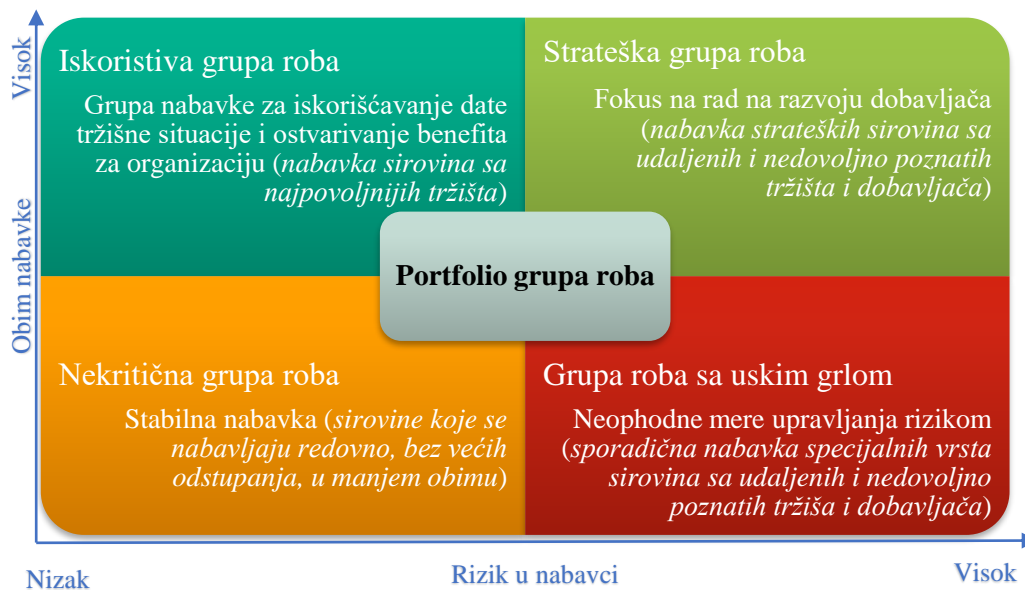 Visok
Obim nabavke
Iskoristiva grupa roba
Grupa nabavke za iskorišćavanje date
tržišne situacije i ostvarivanje benefita
za organizaciju (nabavka sirovina sa
najpovoljnijih tržišta)
Strateška grupa roba
Fokus na rad na razvoju dobavljača
(nabavka strateških sirovina sa
udaljenih i nedovoljno poznatih
tržišta i dobavljača)
Portfolio grupa roba
Nekritična grupa roba
Stabilna nabavka (sirovine koje se
nabavljaju redovno, bez većih
odstupanja, u manjem obimu)
Grupa roba sa uskim grlom
Neophodne mere upravljanja rizikom
(sporadična nabavka specijalnih vrsta
sirovina sa udaljenih i nedovoljno
poznatih tržiša i dobavljača)
Nizak
Rizik u nabavci
Visok